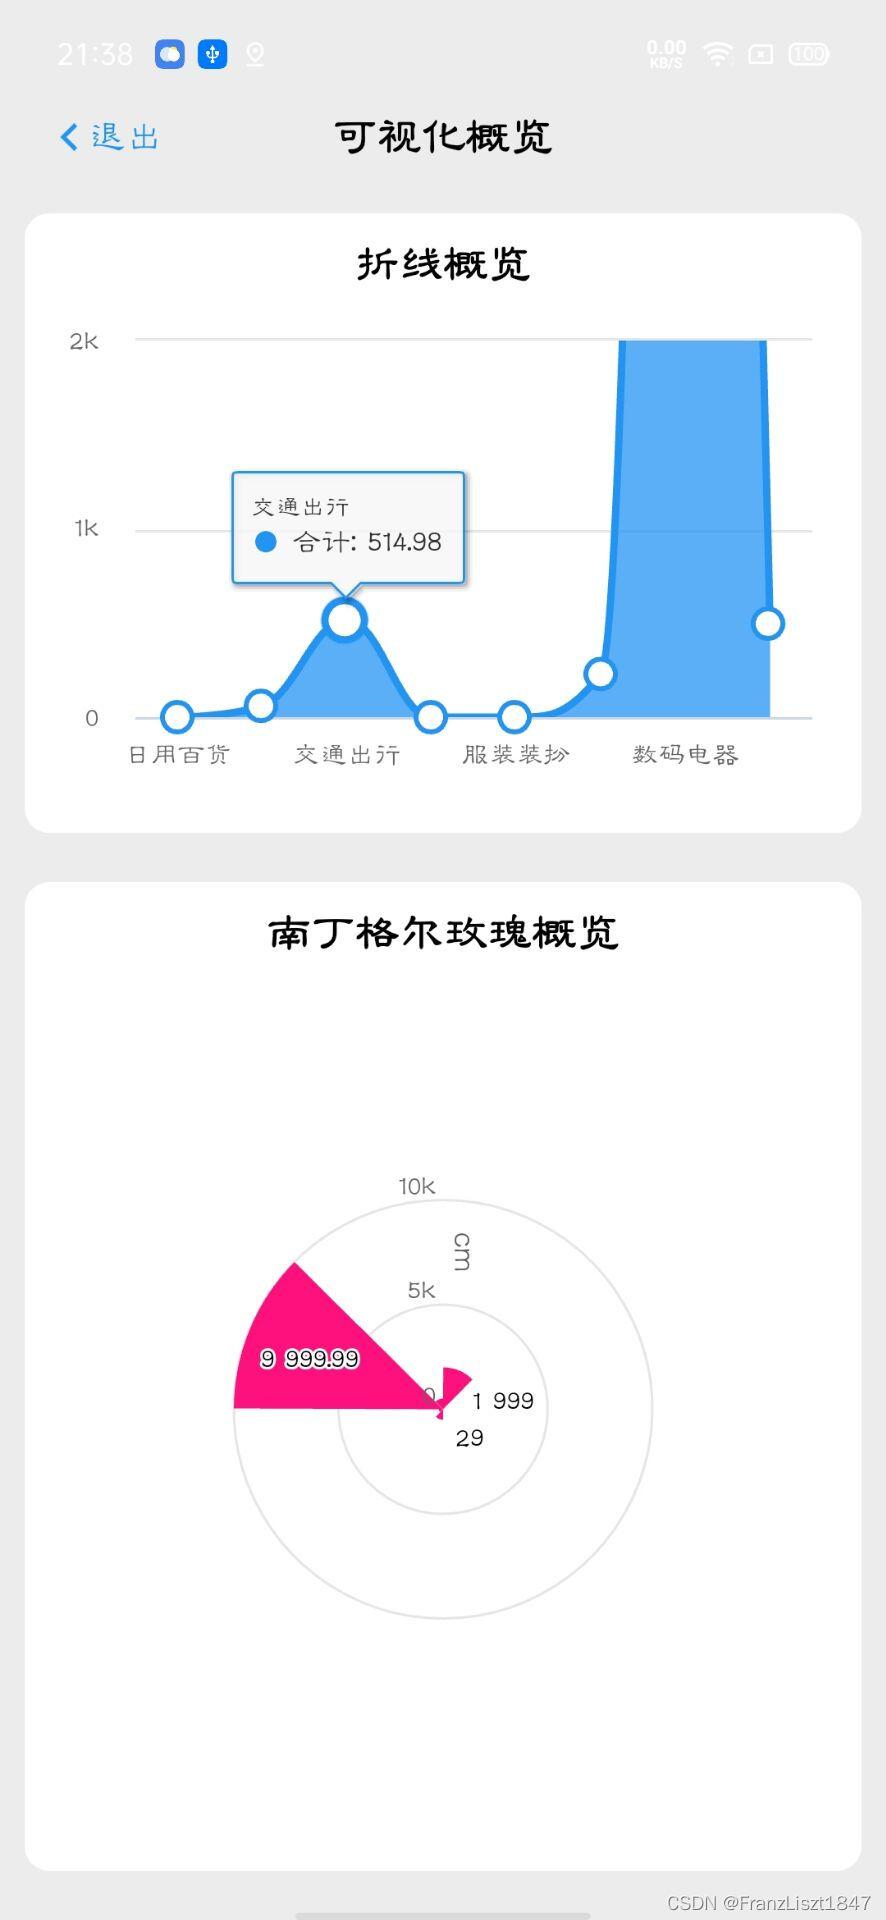 21:38
0.00
KB/S
100
退出
可视化概览
折线概览
2k
交通出行
1k
合计: 514.98
0
日用百货 交通出行 服装装扮 数码电器
南丁格尔玫瑰概览
10k
cm
5k
9 999.99
0
1 999
29
CSDN @FranzLiszt1847